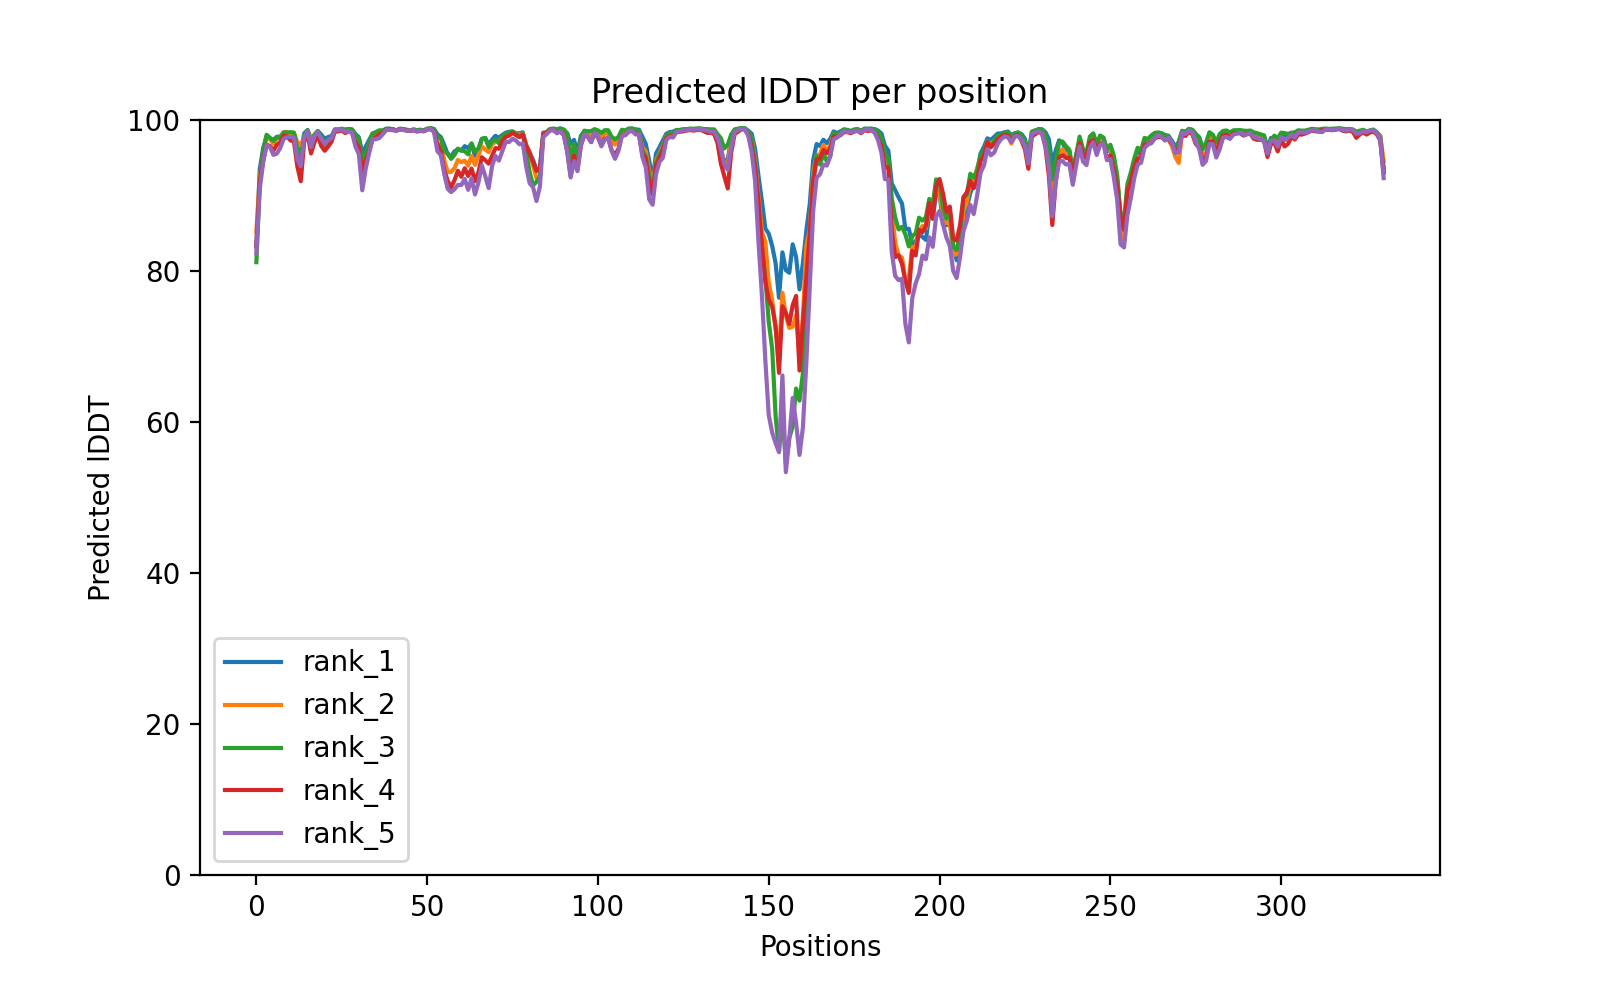 Predicted lDDT per position
Predicted lDDT
100
80
60
40
20
0
rank_1
rank_2
rank_3
rank_4
rank_5
0 50 100 150 200 250 300
Positions